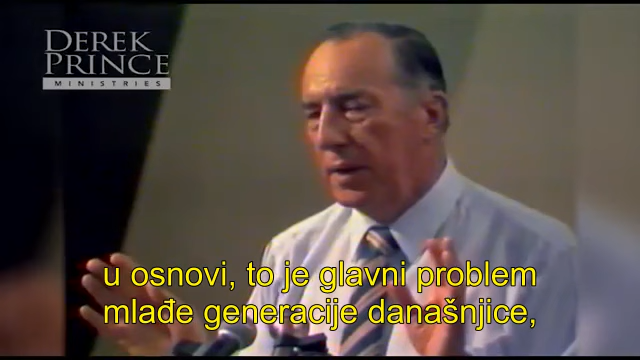 DEREK
PRINCE
MINISTRIES
u osnovi, to je glavni problem
mlađe generacije današnjice,